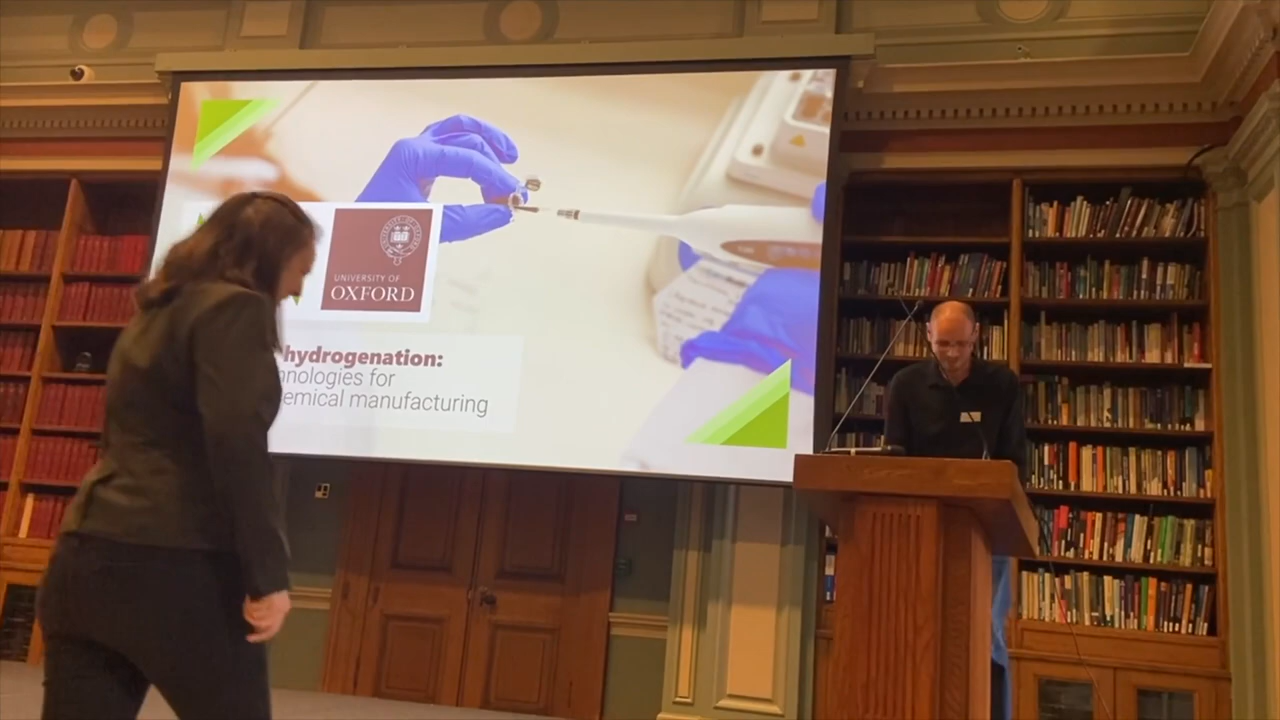 UNIVERSITY OF
OXFORD
hydrogenation:
nologies for
emical manufacturing